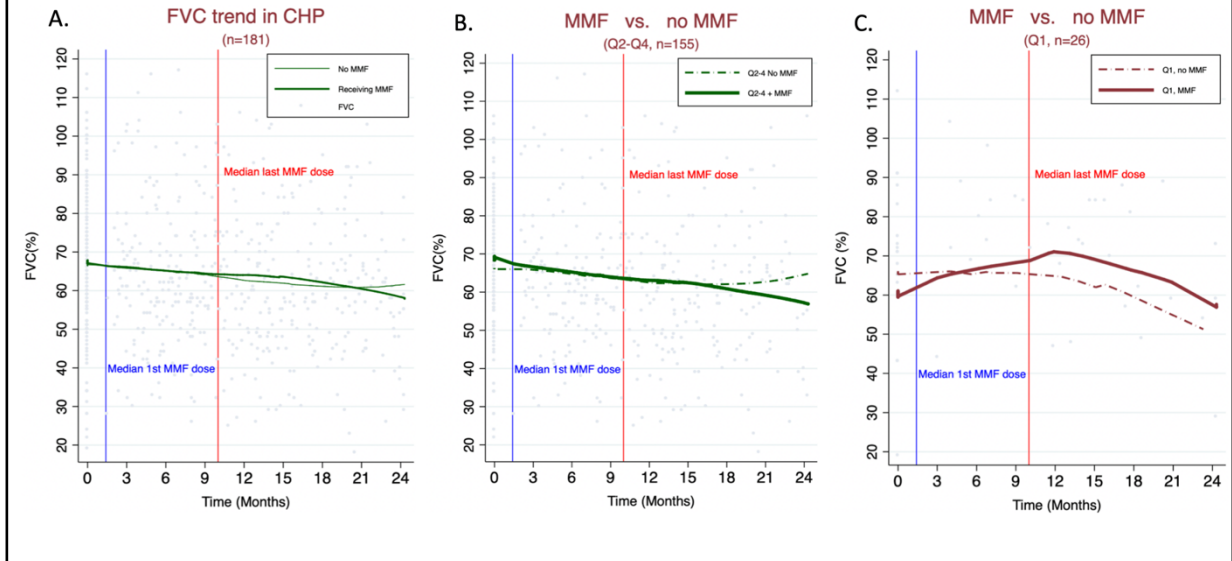 A.
FVC trend in CHP
(n=181)
No MMF
Receiving MMF
FVC
Median last MMF dose
Median 1st MMF dose
FVC(%)
120
110
100
90
80
70
60
50
40
30
20
0 3 6 9 12 15 18 21 24
Time (Months)
B.
MMF vs. no MMF
(Q2-Q4, n=155)
Q2-4 No MMF
Q2-4 + MMF
Median last MMF dose
Median 1st MMF dose
FVC(%)
120
110
100
90
80
70
60
50
40
30
20
0 3 6 9 12 15 18 21 24
Time (Months)
C.
MMF vs. no MMF
(Q1, n=26)
Q1, no MMF
Q1, MMF
Median last MMF dose
Median 1st MMF dose
FVC (%)
120
110
100
90
80
70
60
50
40
30
20
0 3 6 9 12 15 18 21 24
Time (Months)